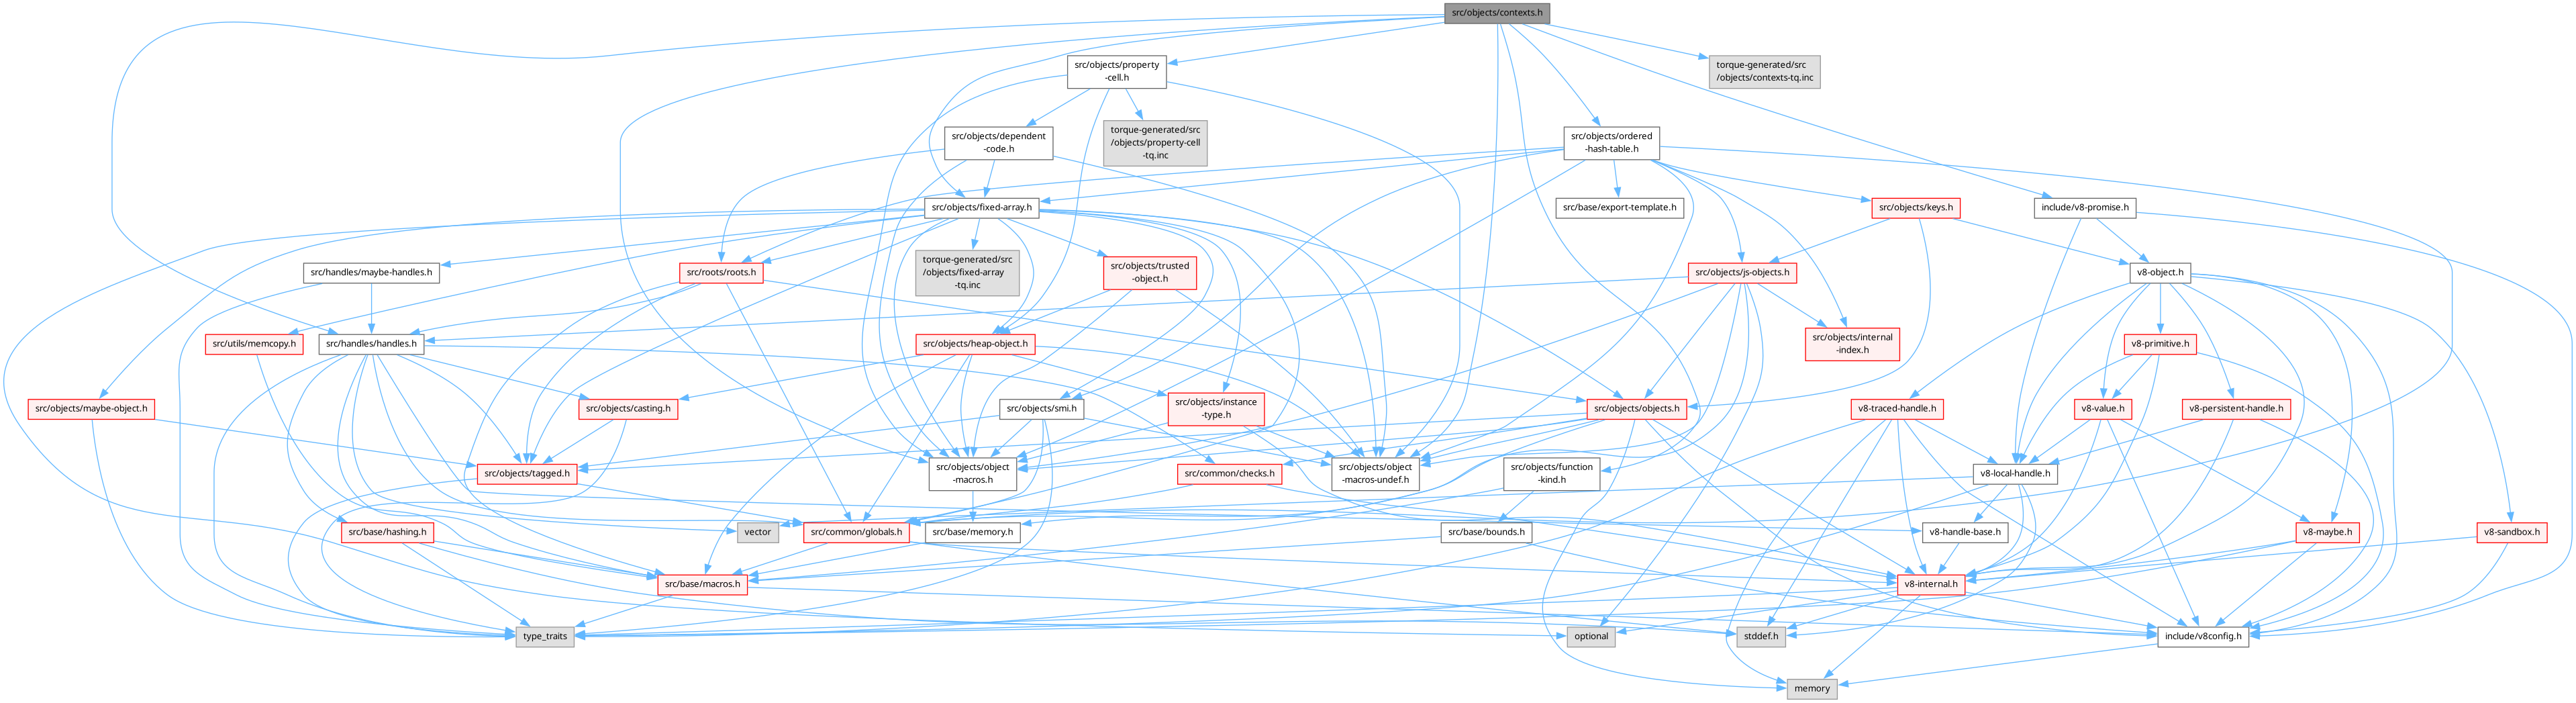 src/objects/contexts.h
src/objects/property
-cell.h
torque-generated/src
/objects/contexts-tq.inc
src/objects/dependent
-code.h
torque-generated/src
/objects/property-cell
-tq.inc
src/objects/ordered
-hash-table.h
src/objects/fixed-array.h
src/base/export-template.h
src/objects/keys.h
include/v8-promise.h
src/handles/maybe-handles.h
src/roots/roots.h
torque-generated/src
/objects/fixed-array
-tq.inc
src/objects/trusted
-object.h
src/objects/js-objects.h
v8-object.h
src/utils/memcopy.h
src/handles/handles.h
src/objects/heap-object.h
src/objects/internal
-index.h
v8-primitive.h
src/objects/maybe-object.h
src/objects/casting.h
src/objects/smi.h
src/objects/instance
-type.h
src/objects/objects.h
v8-traced-handle.h
v8-value.h
v8-persistent-handle.h
src/objects/tagged.h
src/objects/object
-macros.h
src/common/checks.h
src/objects/object
-macros-undef.h
src/objects/function
-kind.h
v8-local-handle.h
src/base/hashing.h
vector
src/common/globals.h
src/base/memory.h
src/base/bounds.h
v8-handle-base.h
v8-maybe.h
v8-sandbox.h
src/base/macros.h
v8-internal.h
type_traits
optional
stddef.h
include/v8config.h
memory